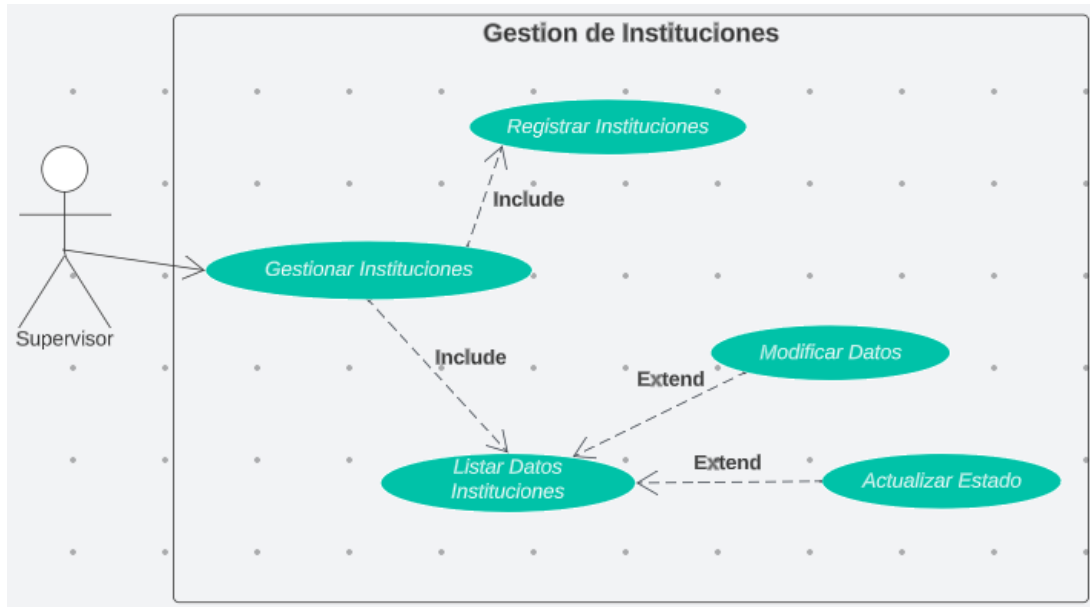 Gestion de Instituciones
Registrar Instituciones
Include
Gestionar Instituciones
Supervisor
Include
Modificar Datos
Extend
Listar Datos
Instituciones
Extend
Actualizar Estado